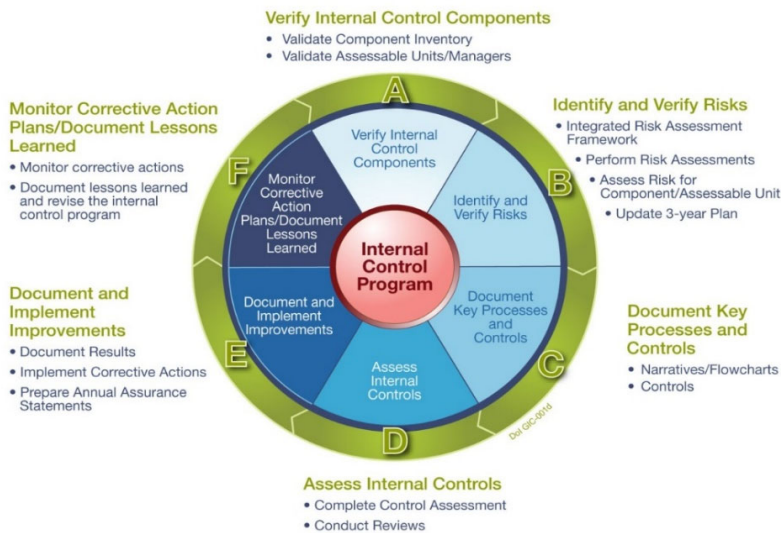 Verify Internal Control Components
• Validate Component Inventory
• Validate Assessable Units/Managers
A
Identify and Verify Risks
• Integrated Risk Assessment
Framework
• Perform Risk Assessments
• Assess Risk for
Component/Assessable Unit
• Update 3-year Plan
B
Document Key
Processes and
Controls
• Narratives/Flowcharts
• Controls
C
DoI GIC-001d
Assess Internal Controls
• Complete Control Assessment
• Conduct Reviews
D
Document and
Implement
Improvements
• Document Results
• Implement Corrective Actions
• Prepare Annual Assurance
Statements
E
Monitor Corrective Action
Plans/Document Lessons
Learned
• Monitor corrective actions
• Document lessons learned
and revise the internal
control program
F
Verify Internal
Control
Components
Identify and
Verify Risks
Document
Key Processes
and
Controls
Assess
Internal
Controls
Document and
Implement
Improvements
Monitor
Corrective
Action
Plans/Document
Lessons
Learned
Internal
Control
Program